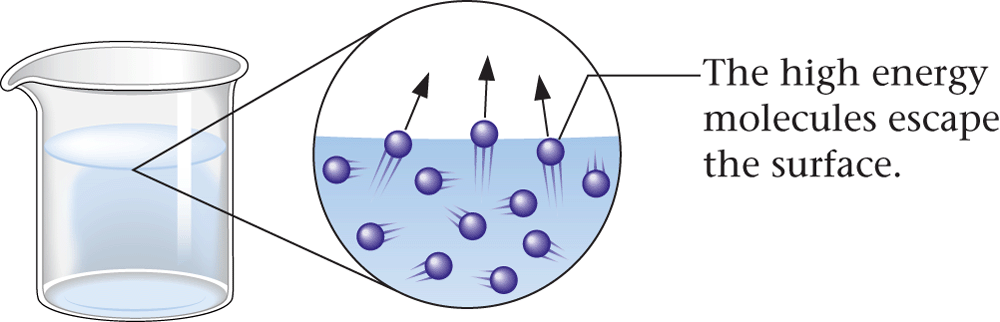 The high energy
molecules escape
the surface.